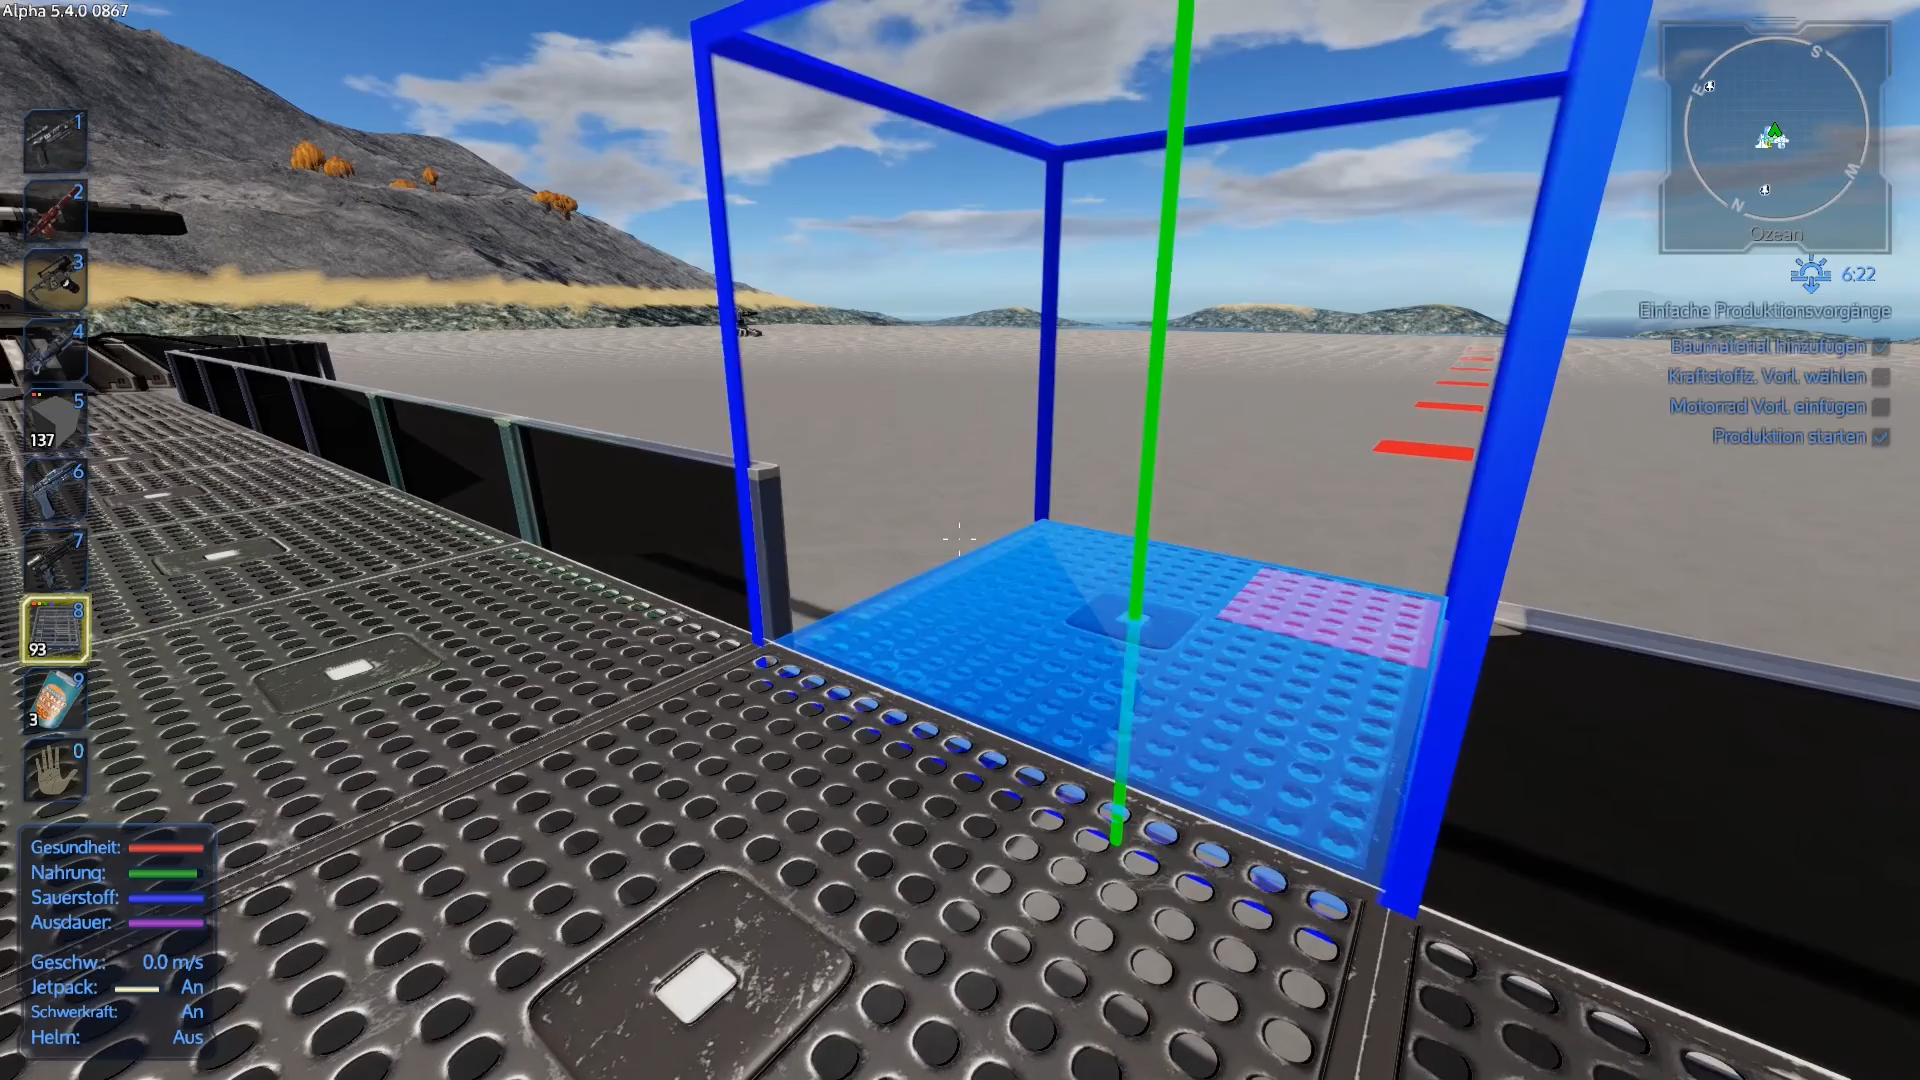 Alpha 5.4.0 0867
1
2
3
4
5
137
6
7
8
93
9
3
0
S
E
W
N
Ozean
6:22
Einfache Produktionsvorgänge
Baumaterial hinzufügen
Kraftstoffz. Vorl. wählen
Motorrad Vorl. einfügen
Produktion starten
Gesundheit:
Nahrung:
Sauerstoff:
Ausdauer:
Geschw.: 0.0 m/s
Jetpack: An
Schwerkraft: An
Helm: Aus